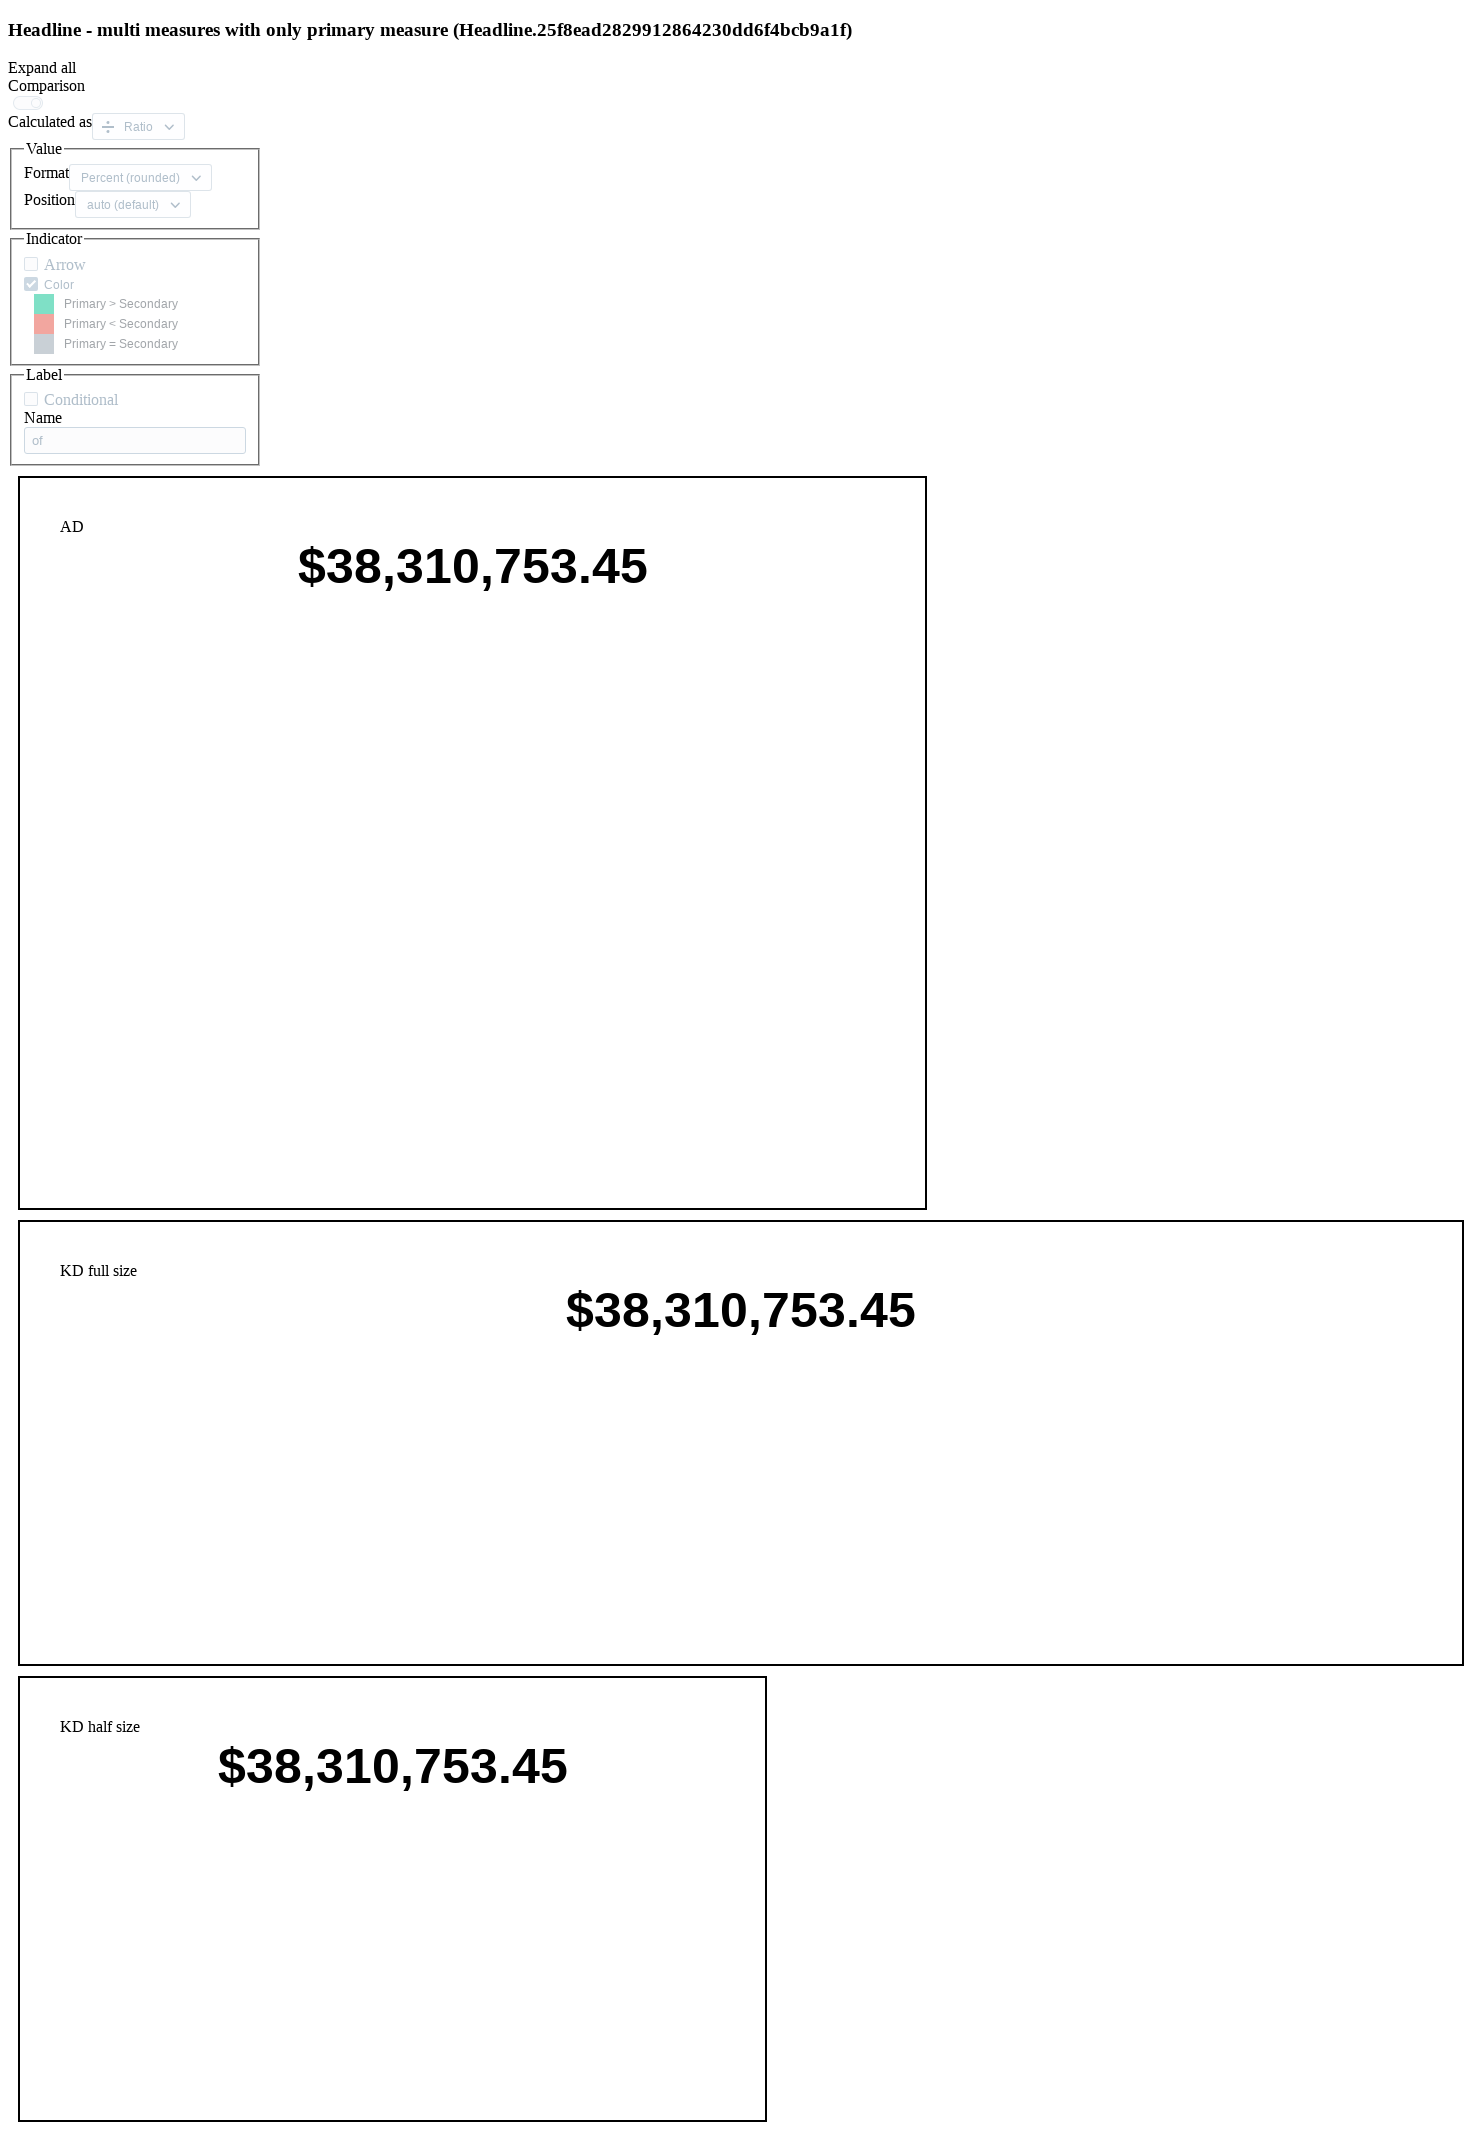 Headline - multi measures with only primary measure (Headline.25f8ead2829912864230dd6f4bcb9a1f)
Expand all
Comparison
Calculated as Ratio
Value
Format Percent (rounded)
Position auto (default)
Indicator
Arrow
Color
Primary > Secondary
Primary < Secondary
Primary = Secondary
Label
Conditional
Name
of
AD
$38,310,753.45
KD full size
$38,310,753.45
KD half size
$38,310,753.45